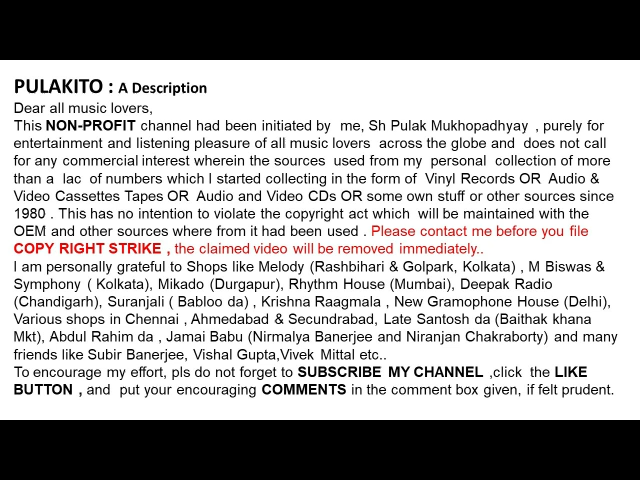 PULAKITO : A Description
Dear all music lovers,
This NON-PROFIT channel had been initiated by me, Sh Pulak Mukhopadhyay , purely for
entertainment and listening pleasure of all music lovers across the globe and does not call
for any commercial interest wherein the sources used from my personal collection of more
than a lac of numbers which I started collecting in the form of Vinyl Records OR Audio &
Video Cassettes Tapes OR Audio and Video CDs OR some own stuff or other sources since
1980 . This has no intention to violate the copyright act which will be maintained with the
OEM and other sources where from it had been used . Please contact me before you file
COPY RIGHT STRIKE , the claimed video will be removed immediately..
I am personally grateful to Shops like Melody (Rashbihari & Golpark, Kolkata) , M Biswas &
Symphony ( Kolkata), Mikado (Durgapur), Rhythm House (Mumbai), Deepak Radio
(Chandigarh), Suranjali ( Babloo da) , Krishna Raagmala , New Gramophone House (Delhi),
Various shops in Chennai , Ahmedabad & Secundrabad, Late Santosh da (Baithak khana
Mkt), Abdul Rahim da , Jamai Babu (Nirmalya Banerjee and Niranjan Chakraborty) and many
friends like Subir Banerjee, Vishal Gupta,Vivek Mittal etc..
To encourage my effort, pls do not forget to SUBSCRIBE MY CHANNEL ,click the LIKE
BUTTON , and put your encouraging COMMENTS in the comment box given, if felt prudent.